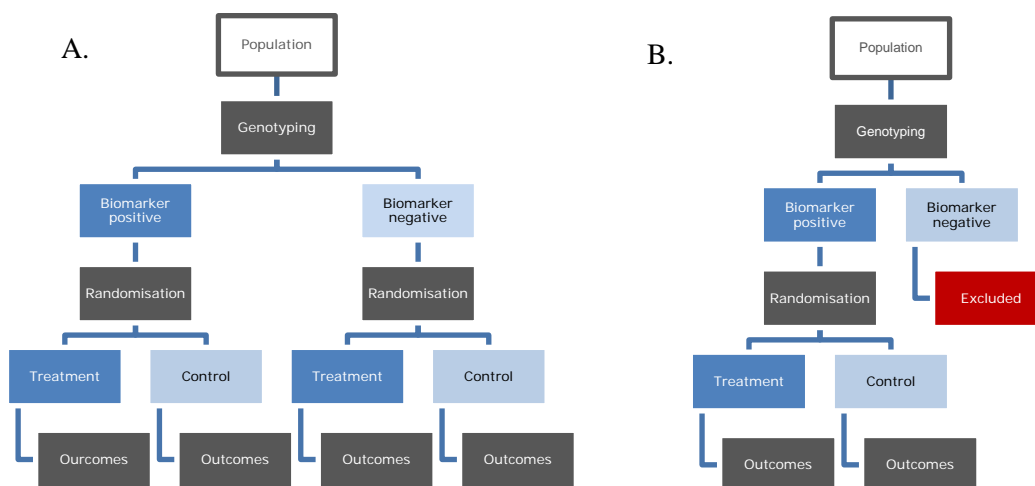 A.
Population
Genotyping
Biomarker
positive
Biomarker
negative
Randomisation
Randomisation
Treatment
Control
Treatment
Control
Ourcomes
Outcomes
Outcomes
Outcomes
B.
Population
Genotyping
Biomarker
positive
Biomarker
negative
Randomisation
Excluded
Treatment
Control
Outcomes
Outcomes